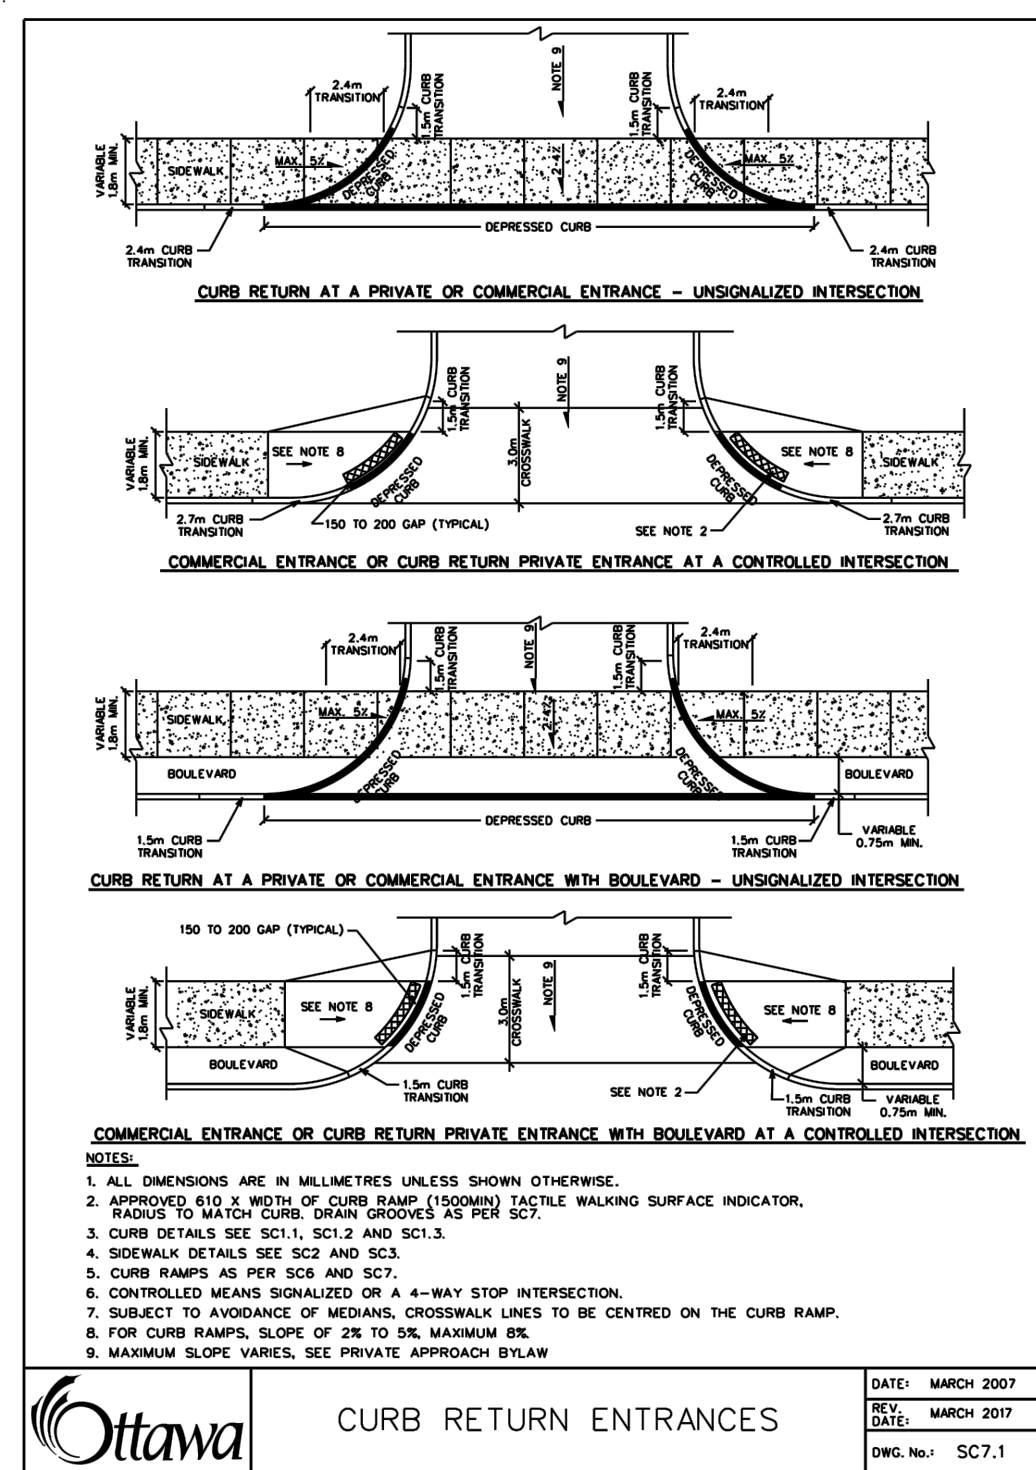 NOTE 9
2.4m
TRANSITION
1.5m CURB
TRANSITION
1.5m CURB
TRANSITION
2.4m
TRANSITION
VARIABLE
1.8m MIN.
SIDEWALK
MAX. 5%
DEPRESSED
CURB
2-4%
DEPRESSED
CURB
MAX. 5%
DEPRESSED CURB
2.4m CURB
TRANSITION
2.4m CURB
TRANSITION
CURB RETURN AT A PRIVATE OR COMMERCIAL ENTRANCE - UNSIGNALIZED INTERSECTION
NOTE 9
1.5m CURB
TRANSITION
1.5m CURB
TRANSITION
VARIABLE
1.8m MIN.
SIDEWALK
SEE NOTE 8
DEPRESSED
CURB
3.0m
CROSSWALK
DEPRESSED
CURB
SEE NOTE 8
SIDEWALK
2.7m CURB
TRANSITION
150 TO 200 GAP (TYPICAL)
SEE NOTE 2
2.7m CURB
TRANSITION
COMMERCIAL ENTRANCE OR CURB RETURN PRIVATE ENTRANCE AT A CONTROLLED INTERSECTION
2.4m
TRANSITION
1.5m CURB
TRANSITION
NOTE 9
1.5m CURB
TRANSITION
2.4m
TRANSITION
VARIABLE
1.8m MIN.
SIDEWALK
MAX. 5%
2-4%
MAX. 5%
BOULEVARD
DEPRESSED
CURB
DEPRESSED
CURB
BOULEVARD
DEPRESSED CURB
1.5m CURB
TRANSITION
1.5m CURB
TRANSITION
VARIABLE
0.75m MIN.
CURB RETURN AT A PRIVATE OR COMMERCIAL ENTRANCE WITH BOULEVARD - UNSIGNALIZED INTERSECTION
150 TO 200 GAP (TYPICAL)
1.5m CURB
TRANSITION
NOTE 9
1.5m CURB
TRANSITION
VARIABLE
1.8m MIN.
SIDEWALK
SEE NOTE 8
DEPRESSED
CURB
3.0m
CROSSWALK
DEPRESSED
CURB
SEE NOTE 8
BOULEVARD
BOULEVARD
1.5m CURB
TRANSITION
SEE NOTE 2
1.5m CURB
TRANSITION
VARIABLE
0.75m MIN.
COMMERCIAL ENTRANCE OR CURB RETURN PRIVATE ENTRANCE WITH BOULEVARD AT A CONTROLLED INTERSECTION
NOTES:
1. ALL DIMENSIONS ARE IN MILLIMETRES UNLESS SHOWN OTHERWISE.
2. APPROVED 610 X WIDTH OF CURB RAMP (1500MIN) TACTILE WALKING SURFACE INDICATOR,
RADIUS TO MATCH CURB. DRAIN GROOVES AS PER SC7.
3. CURB DETAILS SEE SC1.1, SC1.2 AND SC1.3.
4. SIDEWALK DETAILS SEE SC2 AND SC3.
5. CURB RAMPS AS PER SC6 AND SC7.
6. CONTROLLED MEANS SIGNALIZED OR A 4-WAY STOP INTERSECTION.
7. SUBJECT TO AVOIDANCE OF MEDIANS, CROSSWALK LINES TO BE CENTRED ON THE CURB RAMP.
8. FOR CURB RAMPS, SLOPE OF 2% TO 5%, MAXIMUM 8%.
9. MAXIMUM SLOPE VARIES, SEE PRIVATE APPROACH BYLAW
Ottawa
CURB RETURN ENTRANCES
DATE: MARCH 2007
REV. DATE: MARCH 2017
DWG. No.: SC7.1